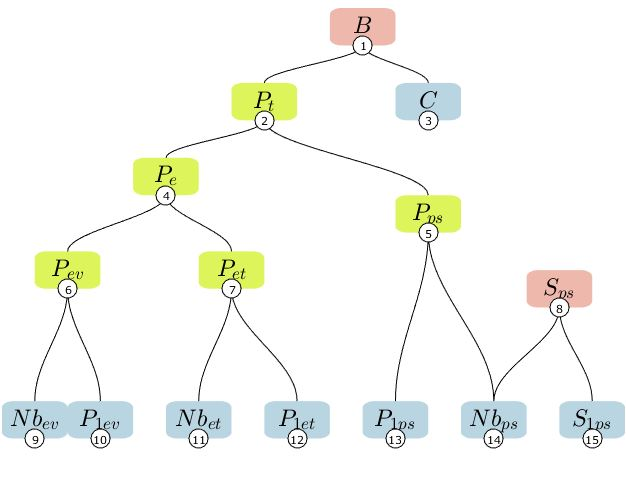 B
1
P_t
2
C
3
P_e
4
P_ps
5
P_ev
6
P_et
7
S_ps
8
Nb_ev
9
P_1ev
10
Nb_et
11
P_1et
12
P_1ps
13
Nb_ps
14
S_1ps
15